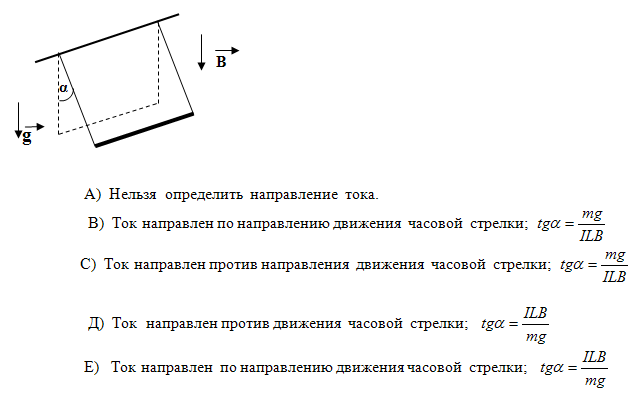 B
α
g
А) Нельзя определить направление тока.
В) Ток направлен по направлению движения часовой стрелки; tgα = mg/ILB
С) Ток направлен против направления движения часовой стрелки; tgα = mg/ILB
Д) Ток направлен против движения часовой стрелки; tgα = ILB/mg
Е) Ток направлен по направлению движения часовой стрелки; tgα = ILB/mg